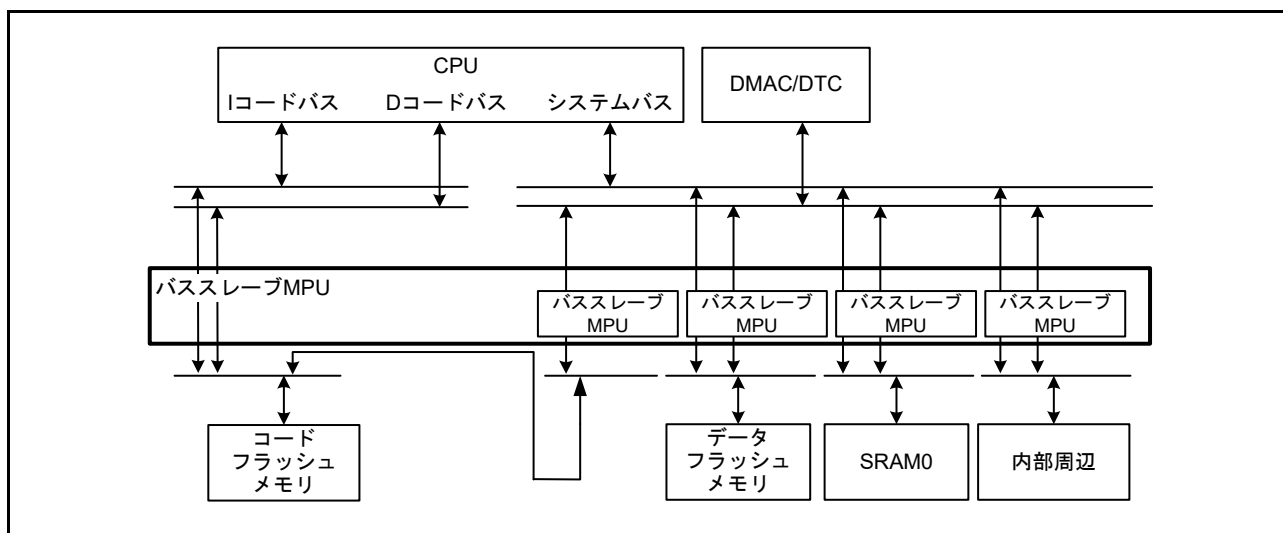 CPU
Iコードバス
Dコードバス
システムバス
DMAC/DTC
バススレーブMPU
バススレーブ
MPU
バススレーブ
MPU
バススレーブ
MPU
バススレーブ
MPU
コード
フラッシュ
メモリ
データ
フラッシュ
メモリ
SRAM0
内部周辺